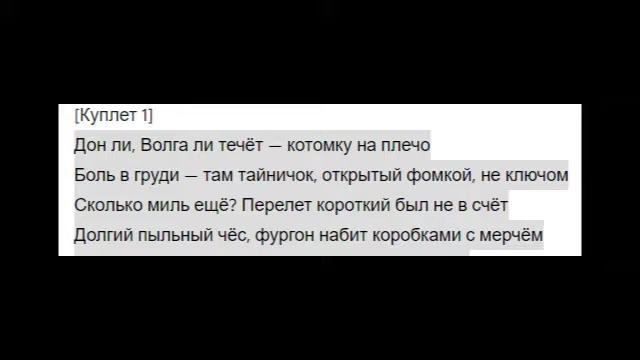 [Куплет 1]
Дон ли, Волга ли течёт — котомку на плечо
Боль в груди — там тайничок, открытый фомкой, не ключом
Сколько миль ещё? Перелет короткий был не в счёт
Долгий пыльный чёс, фургон набит коробками с мерчём